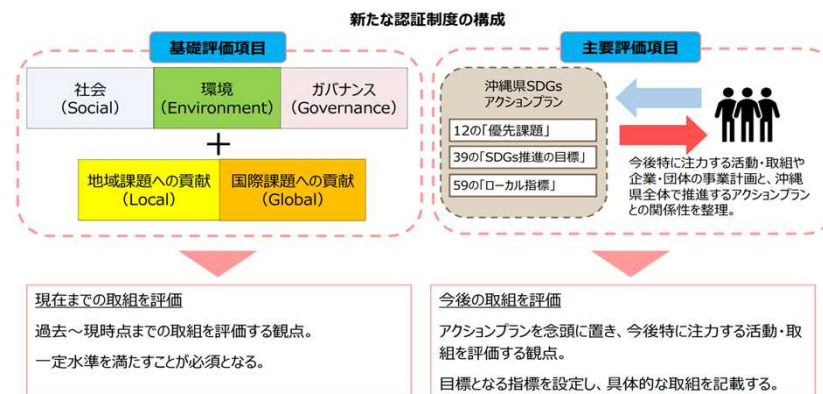 新たな認証制度の構成
基礎評価項目
社会
(Social)
環境
(Environment)
ガバナンス
(Governance)
+
地域課題への貢献
(Local)
国際課題への貢献
(Global)
現在までの取組を評価
過去～現時点までの取組を評価する観点。
一定水準を満たすことが必須となる。
主要評価項目
沖縄県SDGs
アクションプラン
12の「優先課題」
39の「SDGs推進の目標」
59の「ローカル指標」
今後特に注力する活動・取組や
企業・団体の事業計画と、沖縄
県全体で推進するアクションプラン
との関係性を整理。
今後の取組を評価
アクションプランを念頭に置き、今後特に注力する活動・取
組を評価する観点。
目標となる指標を設定し、具体的な取組を記載する。